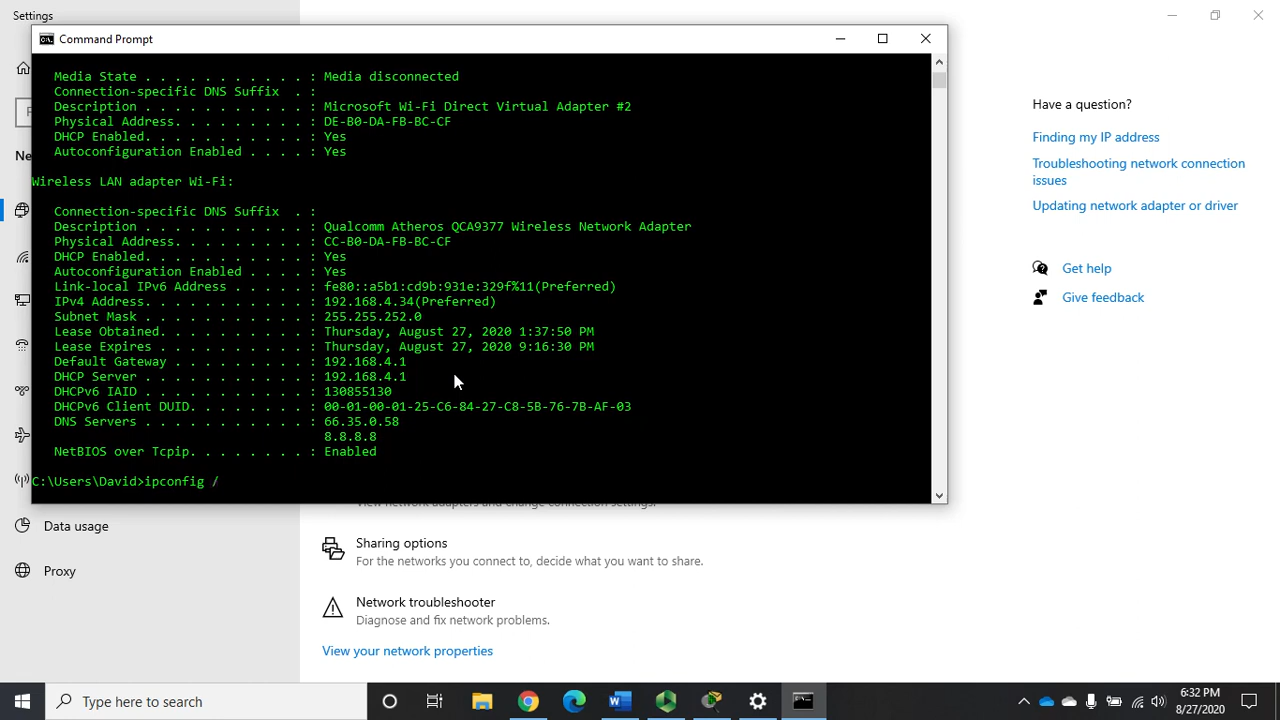 Settings
Command Prompt
Media State . . . . . . . . . . . : Media disconnected
Connection-specific DNS Suffix  . :
Description . . . . . . . . . . . : Microsoft Wi-Fi Direct Virtual Adapter #2
Physical Address. . . . . . . . . : DE-B0-DA-FB-BC-CF
DHCP Enabled. . . . . . . . . . . : Yes
Autoconfiguration Enabled . . . . : Yes
Wireless LAN adapter Wi-Fi:
Connection-specific DNS Suffix  . :
Description . . . . . . . . . . . : Qualcomm Atheros QCA9377 Wireless Network Adapter
Physical Address. . . . . . . . . : CC-B0-DA-FB-BC-CF
DHCP Enabled. . . . . . . . . . . : Yes
Autoconfiguration Enabled . . . . : Yes
Link-local IPv6 Address . . . . . : fe80::a5b1:cd9b:931e:329f%11(Preferred)
IPv4 Address. . . . . . . . . . . : 192.168.4.34(Preferred)
Subnet Mask . . . . . . . . . . . : 255.255.252.0
Lease Obtained. . . . . . . . . . : Thursday, August 27, 2020 1:37:50 PM
Lease Expires . . . . . . . . . . : Thursday, August 27, 2020 9:16:30 PM
Default Gateway . . . . . . . . . : 192.168.4.1
DHCP Server . . . . . . . . . . . : 192.168.4.1
DHCPv6 IAID . . . . . . . . . . . : 130855130
DHCPv6 Client DUID. . . . . . . . : 00-01-00-01-25-C6-84-27-C8-5B-76-7B-AF-03
DNS Servers . . . . . . . . . . . : 66.35.0.58
8.8.8.8
NetBIOS over Tcpip. . . . . . . . : Enabled
C:\Users\David>ipconfig /
Ne
Data usage
Proxy
View network adapters and change connection settings.
Sharing options
For the networks you connect to, decide what you want to share.
Network troubleshooter
Diagnose and fix network problems.
View your network properties
Have a question?
Finding my IP address
Troubleshooting network connection
issues
Updating network adapter or driver
Get help
Give feedback
Type here to search
6:32 PM
8/27/2020